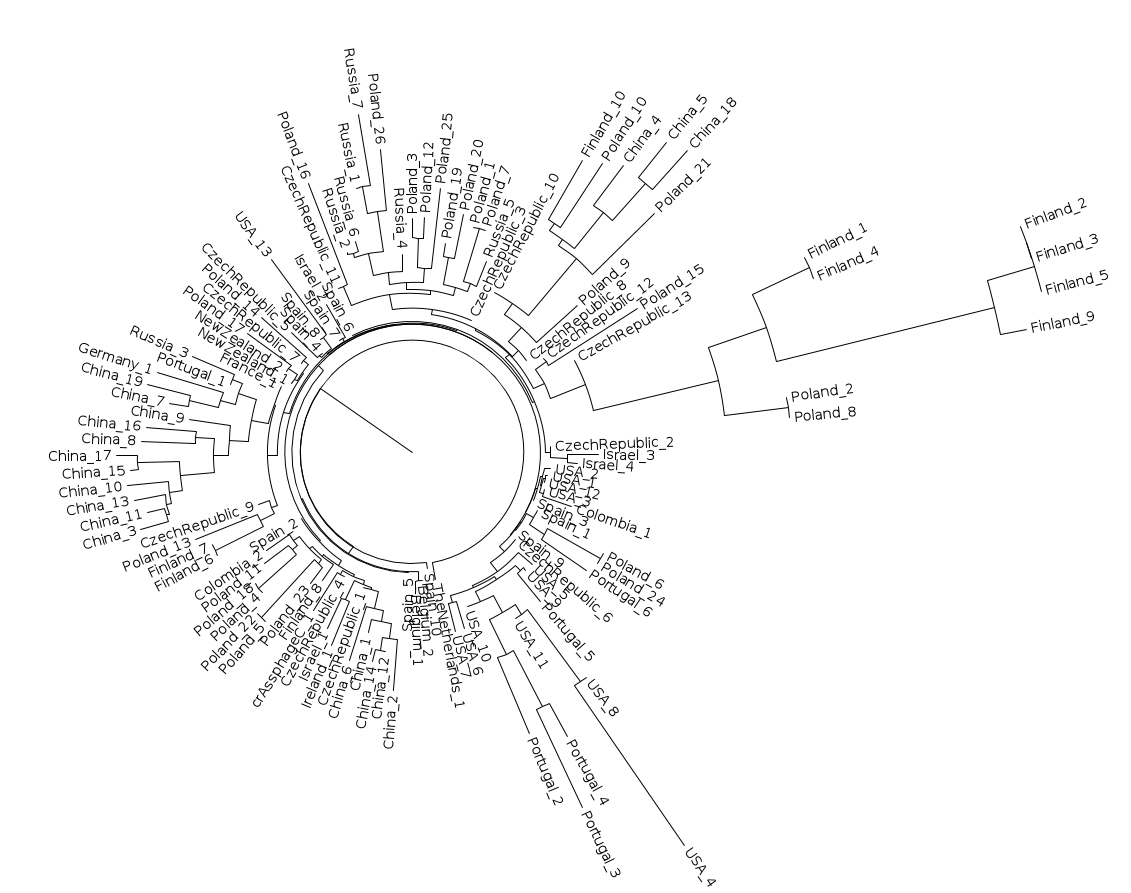 Russia_7
Poland_26
Poland_16
Russia_1
CzechRepublic_11
Russia_6
Russia_2
Russia_4
Poland_3
Poland_12
Poland_25
Poland_19
Poland_20
Poland_1
Poland_7
Russia_5
CzechRepublic_3
CzechRepublic_10
Finland_10
Poland_10
China_4
China_5
China_18
Poland_21
Poland_9
CzechRepublic_8
CzechRepublic_12
Poland_15
CzechRepublic_13
Finland_1
Finland_4
Finland_2
Finland_3
Finland_5
Finland_9
Poland_2
Poland_8
CzechRepublic_2
Israel_3
Israel_4
USA_2
USA_1
USA_12
USA_3
Colombia_1
Spain_3
Spain_1
Poland_6
Poland_24
Portugal_6
Spain_9
CzechRepublic_6
USA_5
USA_9
Portugal_5
USA_8
USA_4
USA_11
Portugal_4
Portugal_3
Portugal_2
USA_10
USA_6
USA_7
TheNetherlands_1
Spain_10
Belgium_2
Belgium_1
Spain_5
China_2
China_12
China_14
China_1
China_6
CzechRepublic_1
Ireland_1
Israel_1
CzechRepublic_4
crAssphage
Finland_8
Poland_23
Poland_5
Poland_22
Poland_4
Poland_18
Poland_11
Colombia_2
Spain_2
Finland_6
Finland_7
Poland_13
CzechRepublic_9
China_3
China_11
China_13
China_10
China_15
China_17
China_8
China_16
China_9
China_7
China_19
Germany_1
Portugal_1
Russia_3
France_1
NewZealand_1
NewZealand_2
Poland_17
CzechRepublic_7
Poland_14
CzechRepublic_5
Spain_4
Spain_8
USA_13
Spain_7
Israel_2
Spain_6